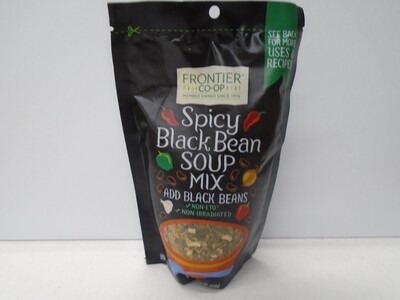 SEE BACK
FOR MORE
USES &
RECIPES
FRONTIER
CO-OP
MEMBER OWNED SINCE 1976
Spicy
Black Bean
SOUP
MIX
ADD BLACK BEANS
NON-ETO
NON-IRRADIATED